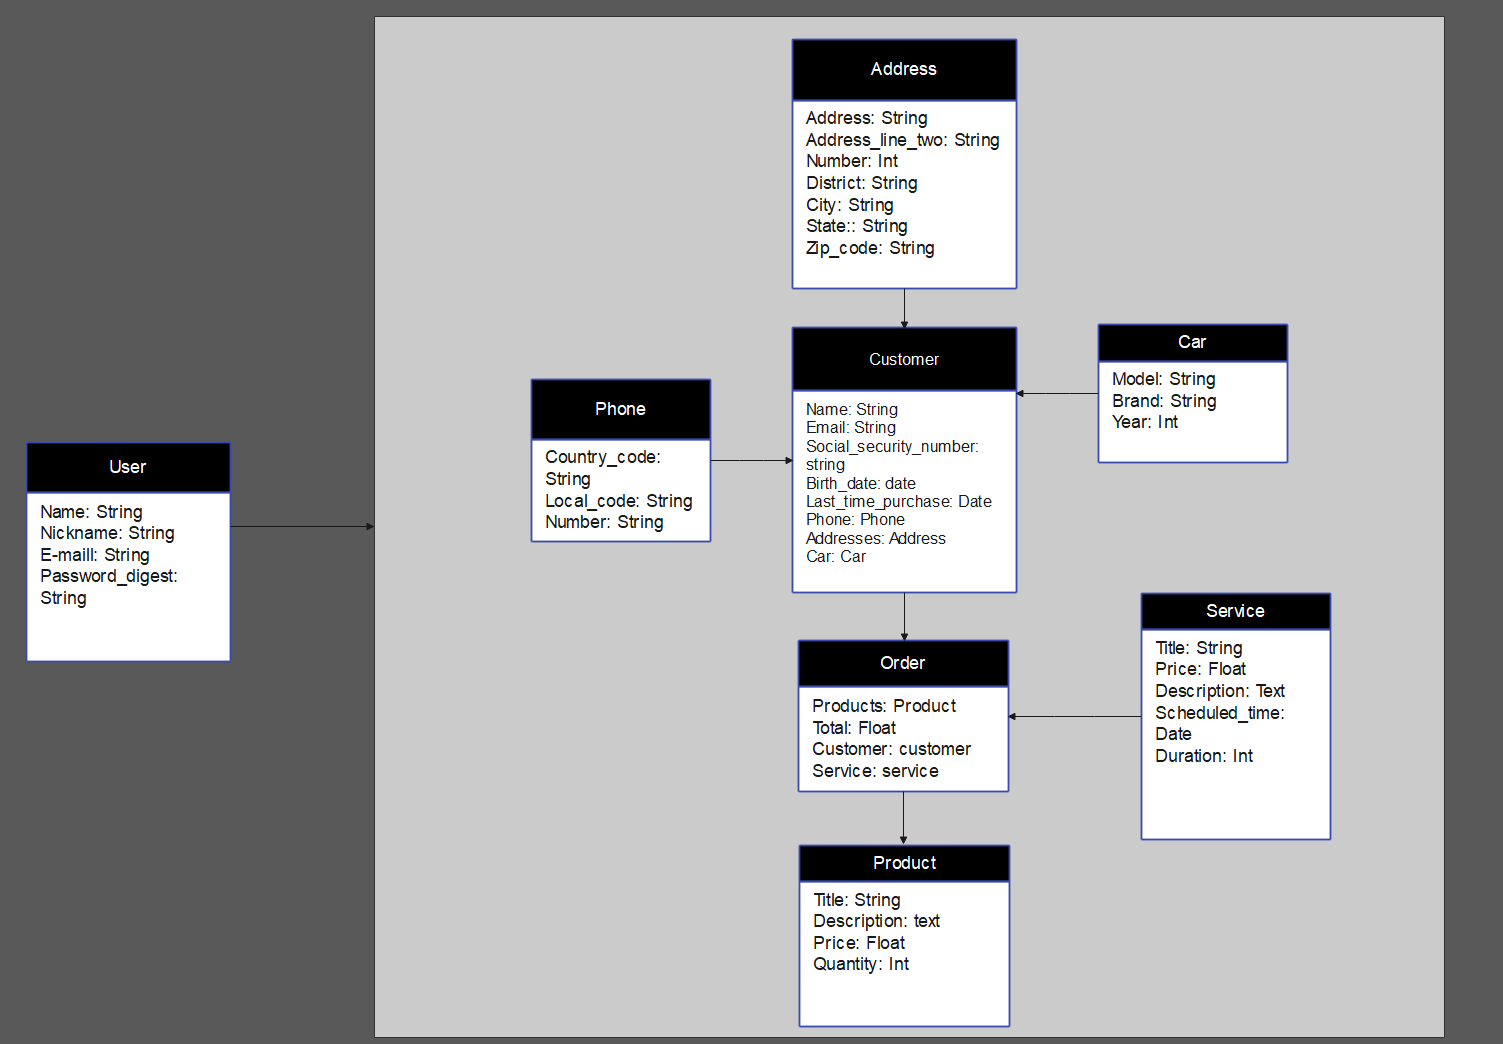 Address
Address: String
Address_line_two: String
Number: Int
District: String
City: String
State:: String
Zip_code: String
Customer
Name: String
Email: String
Social_security_number:
string
Birth_date: date
Last_time_purchase: Date
Phone: Phone
Addresses: Address
Car: Car
Car
Model: String
Brand: String
Year: Int
Phone
Country_code:
String
Local_code: String
Number: String
User
Name: String
Nickname: String
E-maill: String
Password_digest:
String
Service
Title: String
Price: Float
Description: Text
Scheduled_time:
Date
Duration: Int
Order
Products: Product
Total: Float
Customer: customer
Service: service
Product
Title: String
Description: text
Price: Float
Quantity: Int